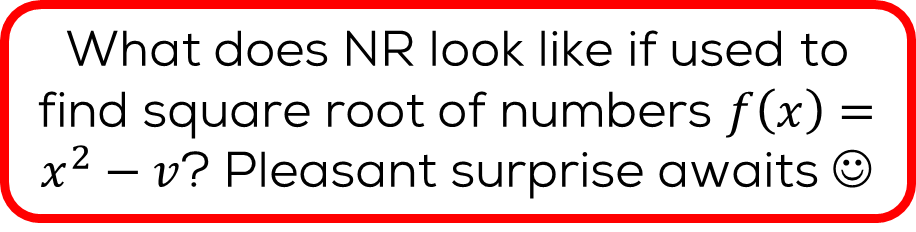 What does NR look like if used to
find square root of numbers 𝑓(𝑥) =
𝑥² − 𝑣? Pleasant surprise awaits ☺